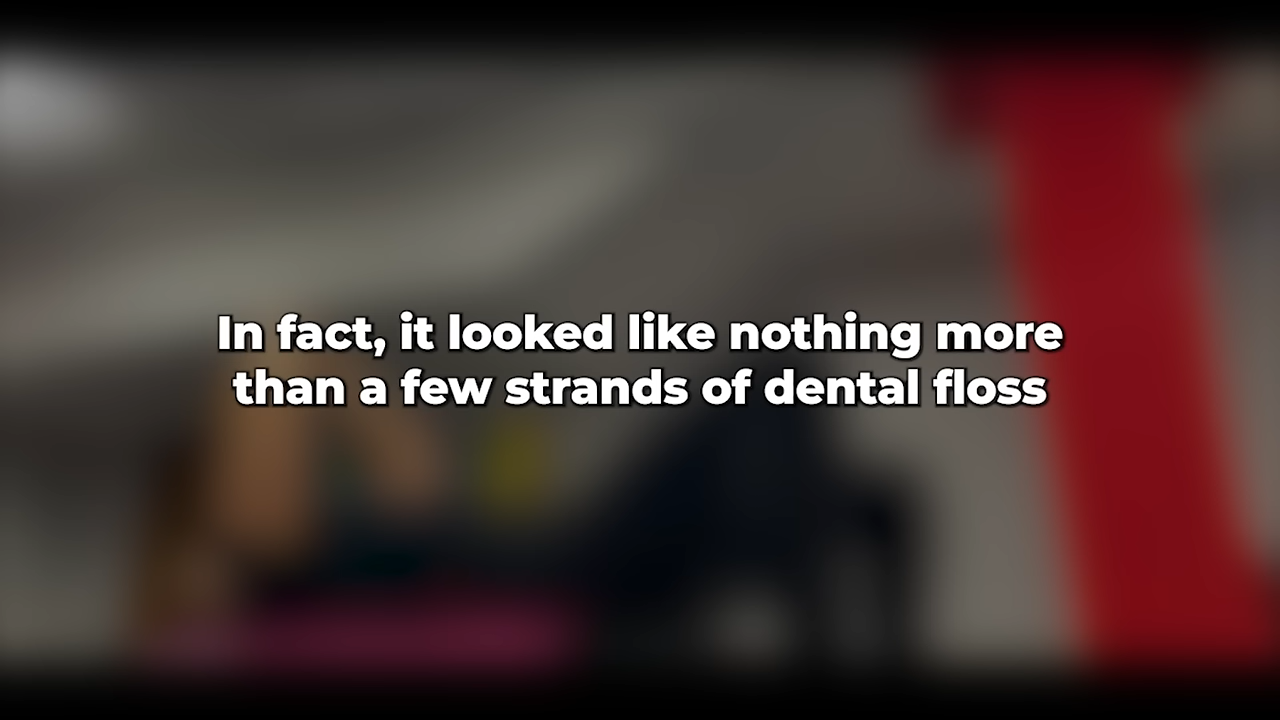 In fact, it looked like nothing more
than a few strands of dental floss